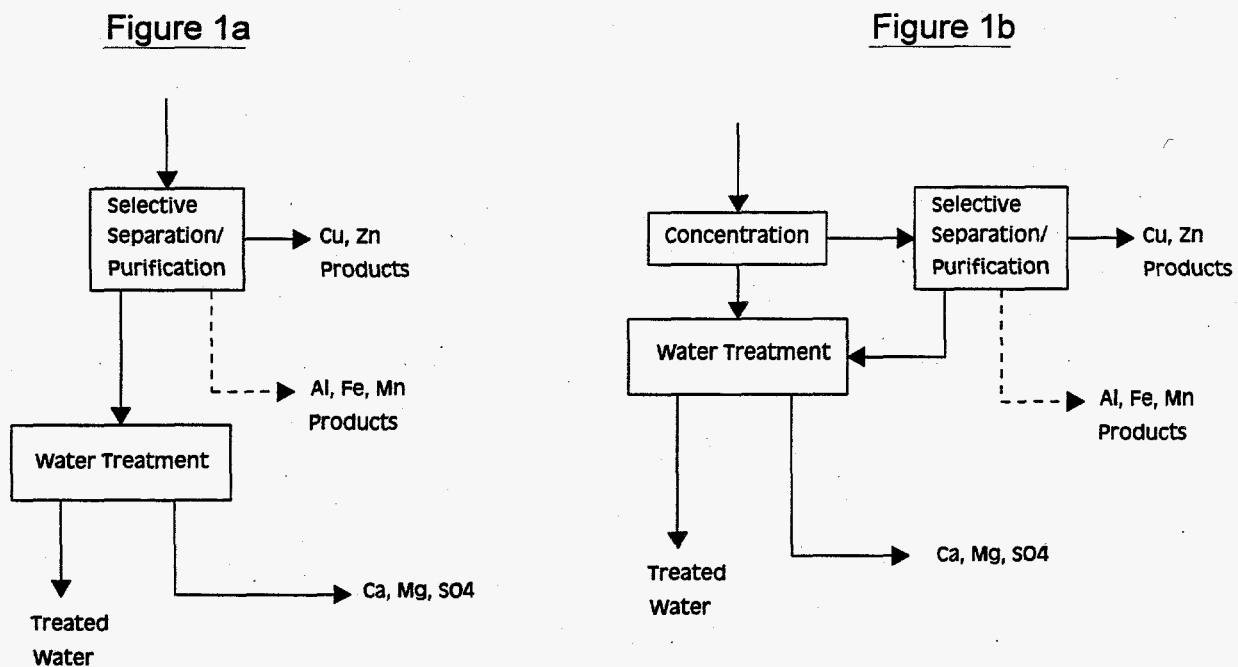 Figure 1a
Selective
Separation/
Purification
Cu, Zn
Products
Al, Fe, Mn
Products
Water Treatment
Ca, Mg, SO4
Treated
Water
Figure 1b
Concentration
Selective
Separation/
Purification
Cu, Zn
Products
Water Treatment
Al, Fe, Mn
Products
Ca, Mg, SO4
Treated
Water